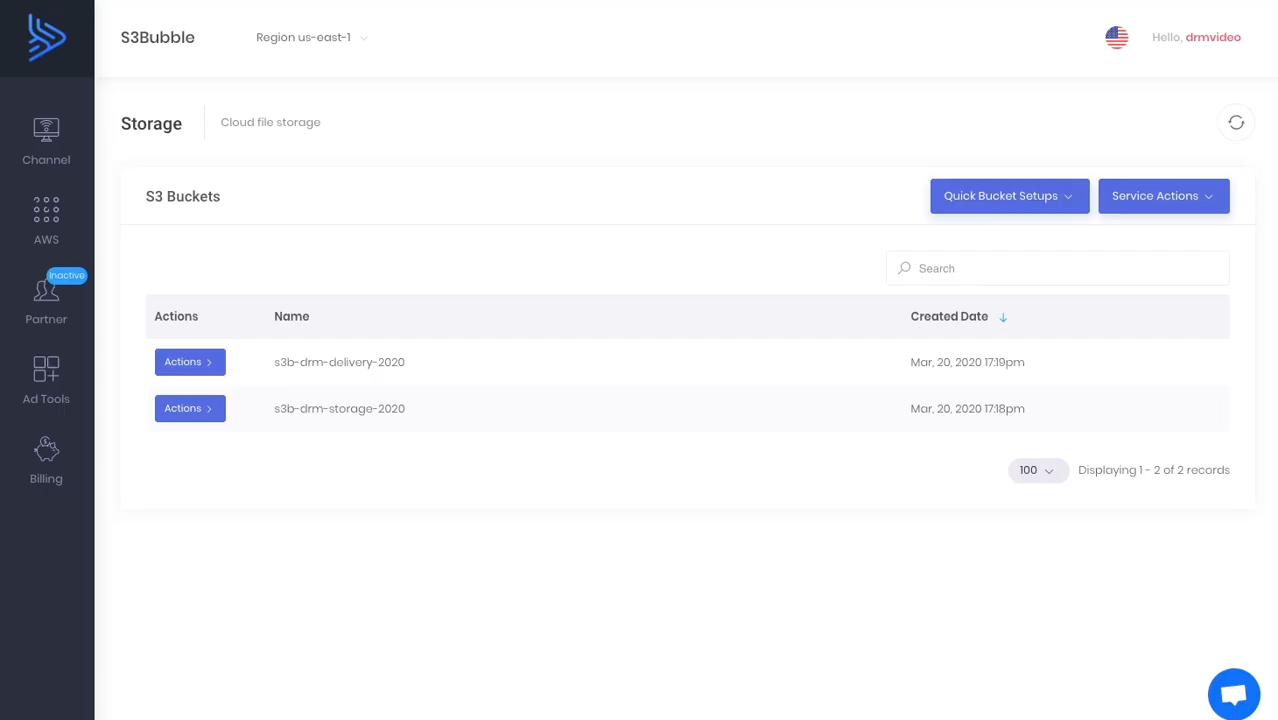 S3Bubble
Region us-east-1
Hello, drmvideo
Channel
AWS
Inactive
Partner
Ad Tools
Billing
Storage
Cloud file storage
S3 Buckets
Quick Bucket Setups
Service Actions
Search
Actions Name Created Date
Actions s3b-drm-delivery-2020 Mar, 20, 2020 17:19pm
Actions s3b-drm-storage-2020 Mar, 20, 2020 17:18pm
100 Displaying 1 - 2 of 2 records